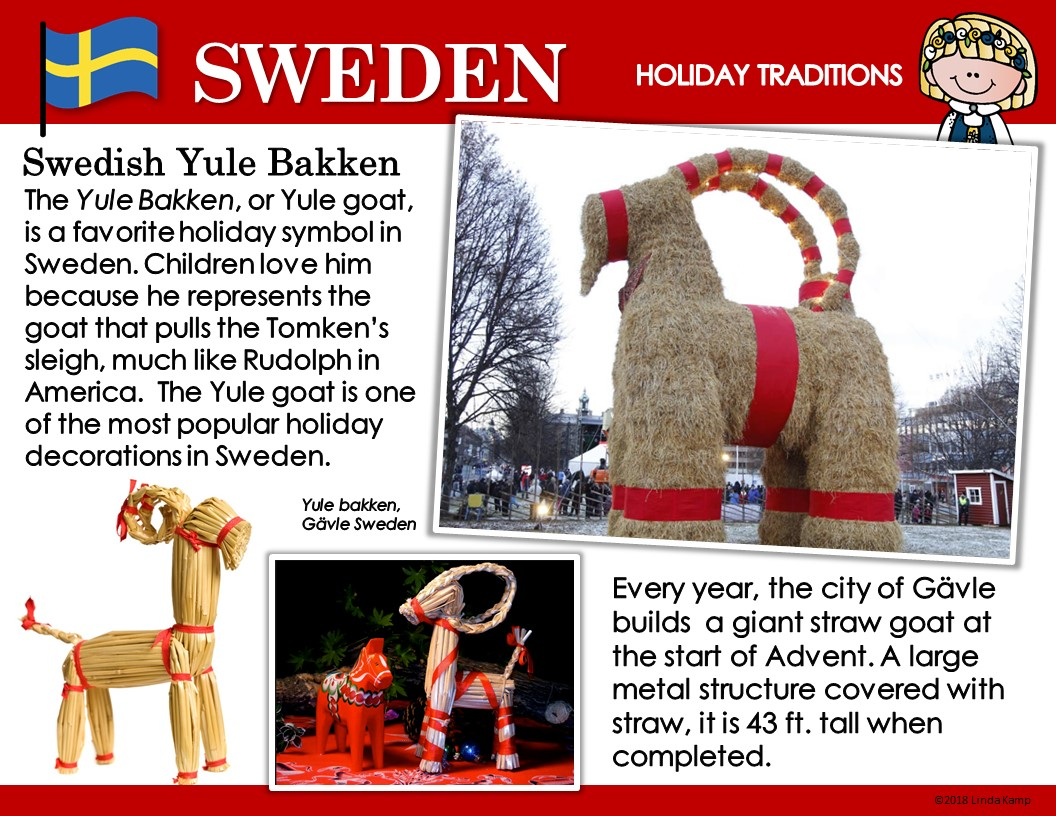 SWEDEN
HOLIDAY TRADITIONS
Swedish Yule Bakken
The Yule Bakken, or Yule goat,
is a favorite holiday symbol in
Sweden. Children love him
because he represents the
goat that pulls the Tomken's
sleigh, much like Rudolph in
America. The Yule goat is one
of the most popular holiday
decorations in Sweden.
Yule bakken,
Gävle Sweden
Every year, the city of Gävle
builds a giant straw goat at
the start of Advent. A large
metal structure covered with
straw, it is 43 ft. tall when
completed.
©2018 Linda Kamp